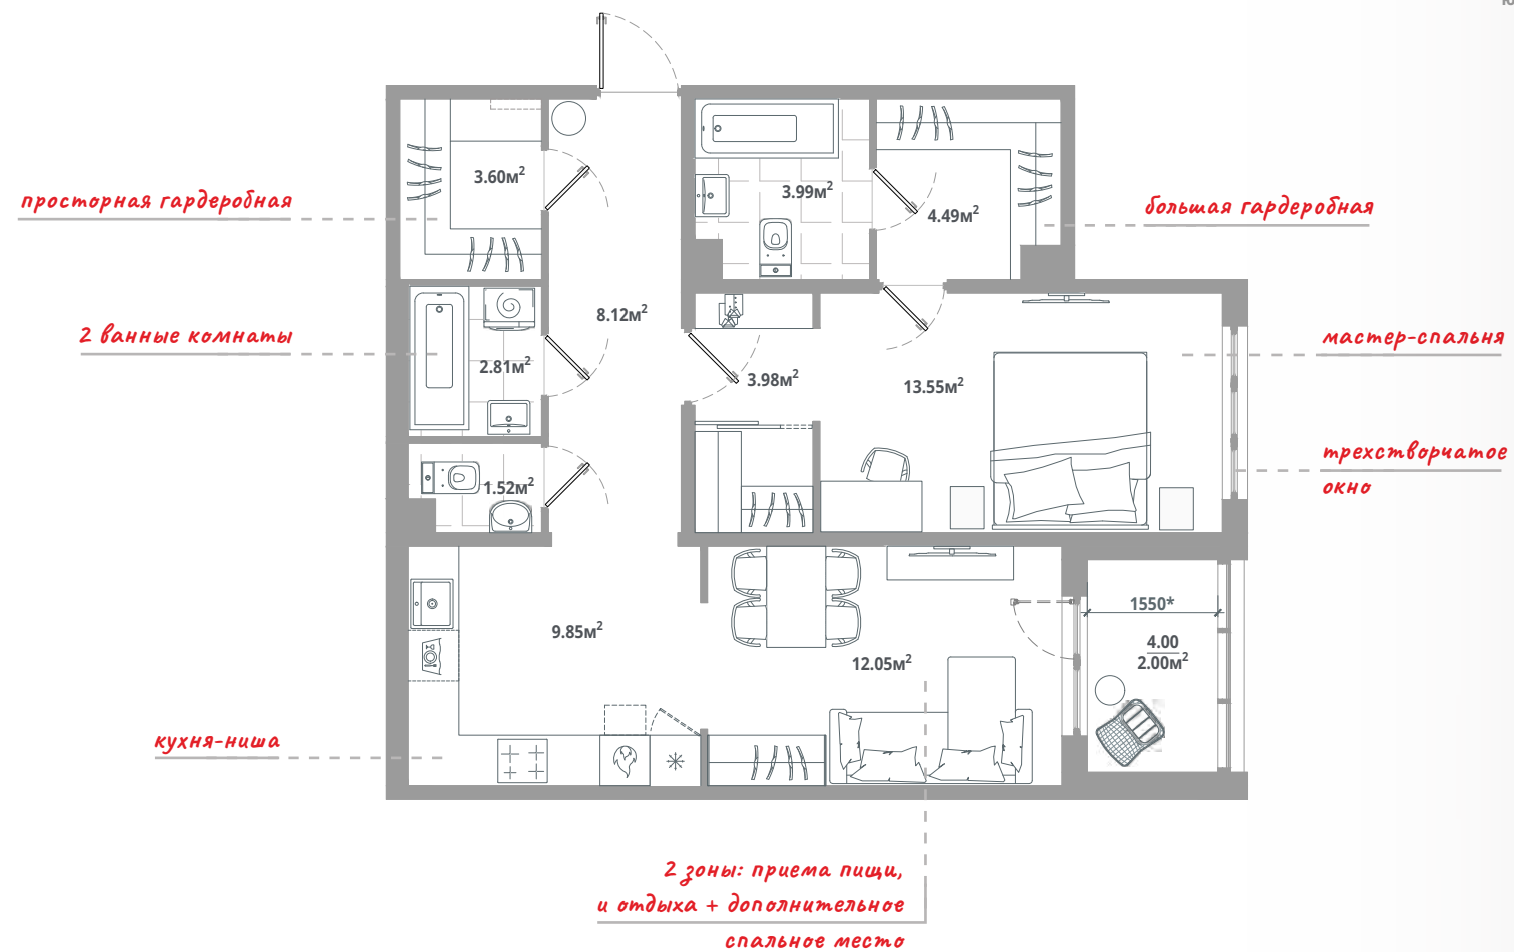 3.60м²
3.99м²
4.49м²
просторная гардеробная
большая гардеробная
8.12м²
2 ванные комнаты
мастер-спальня
2.81м²
3.98м²
13.55м²
трехстворчатое
окно
1.52м²
1550*
9.85м²
4.00
2.00м²
12.05м²
кухня-ниша
2 зоны: приема пищи,
и отдыха + дополнительное
спальное место